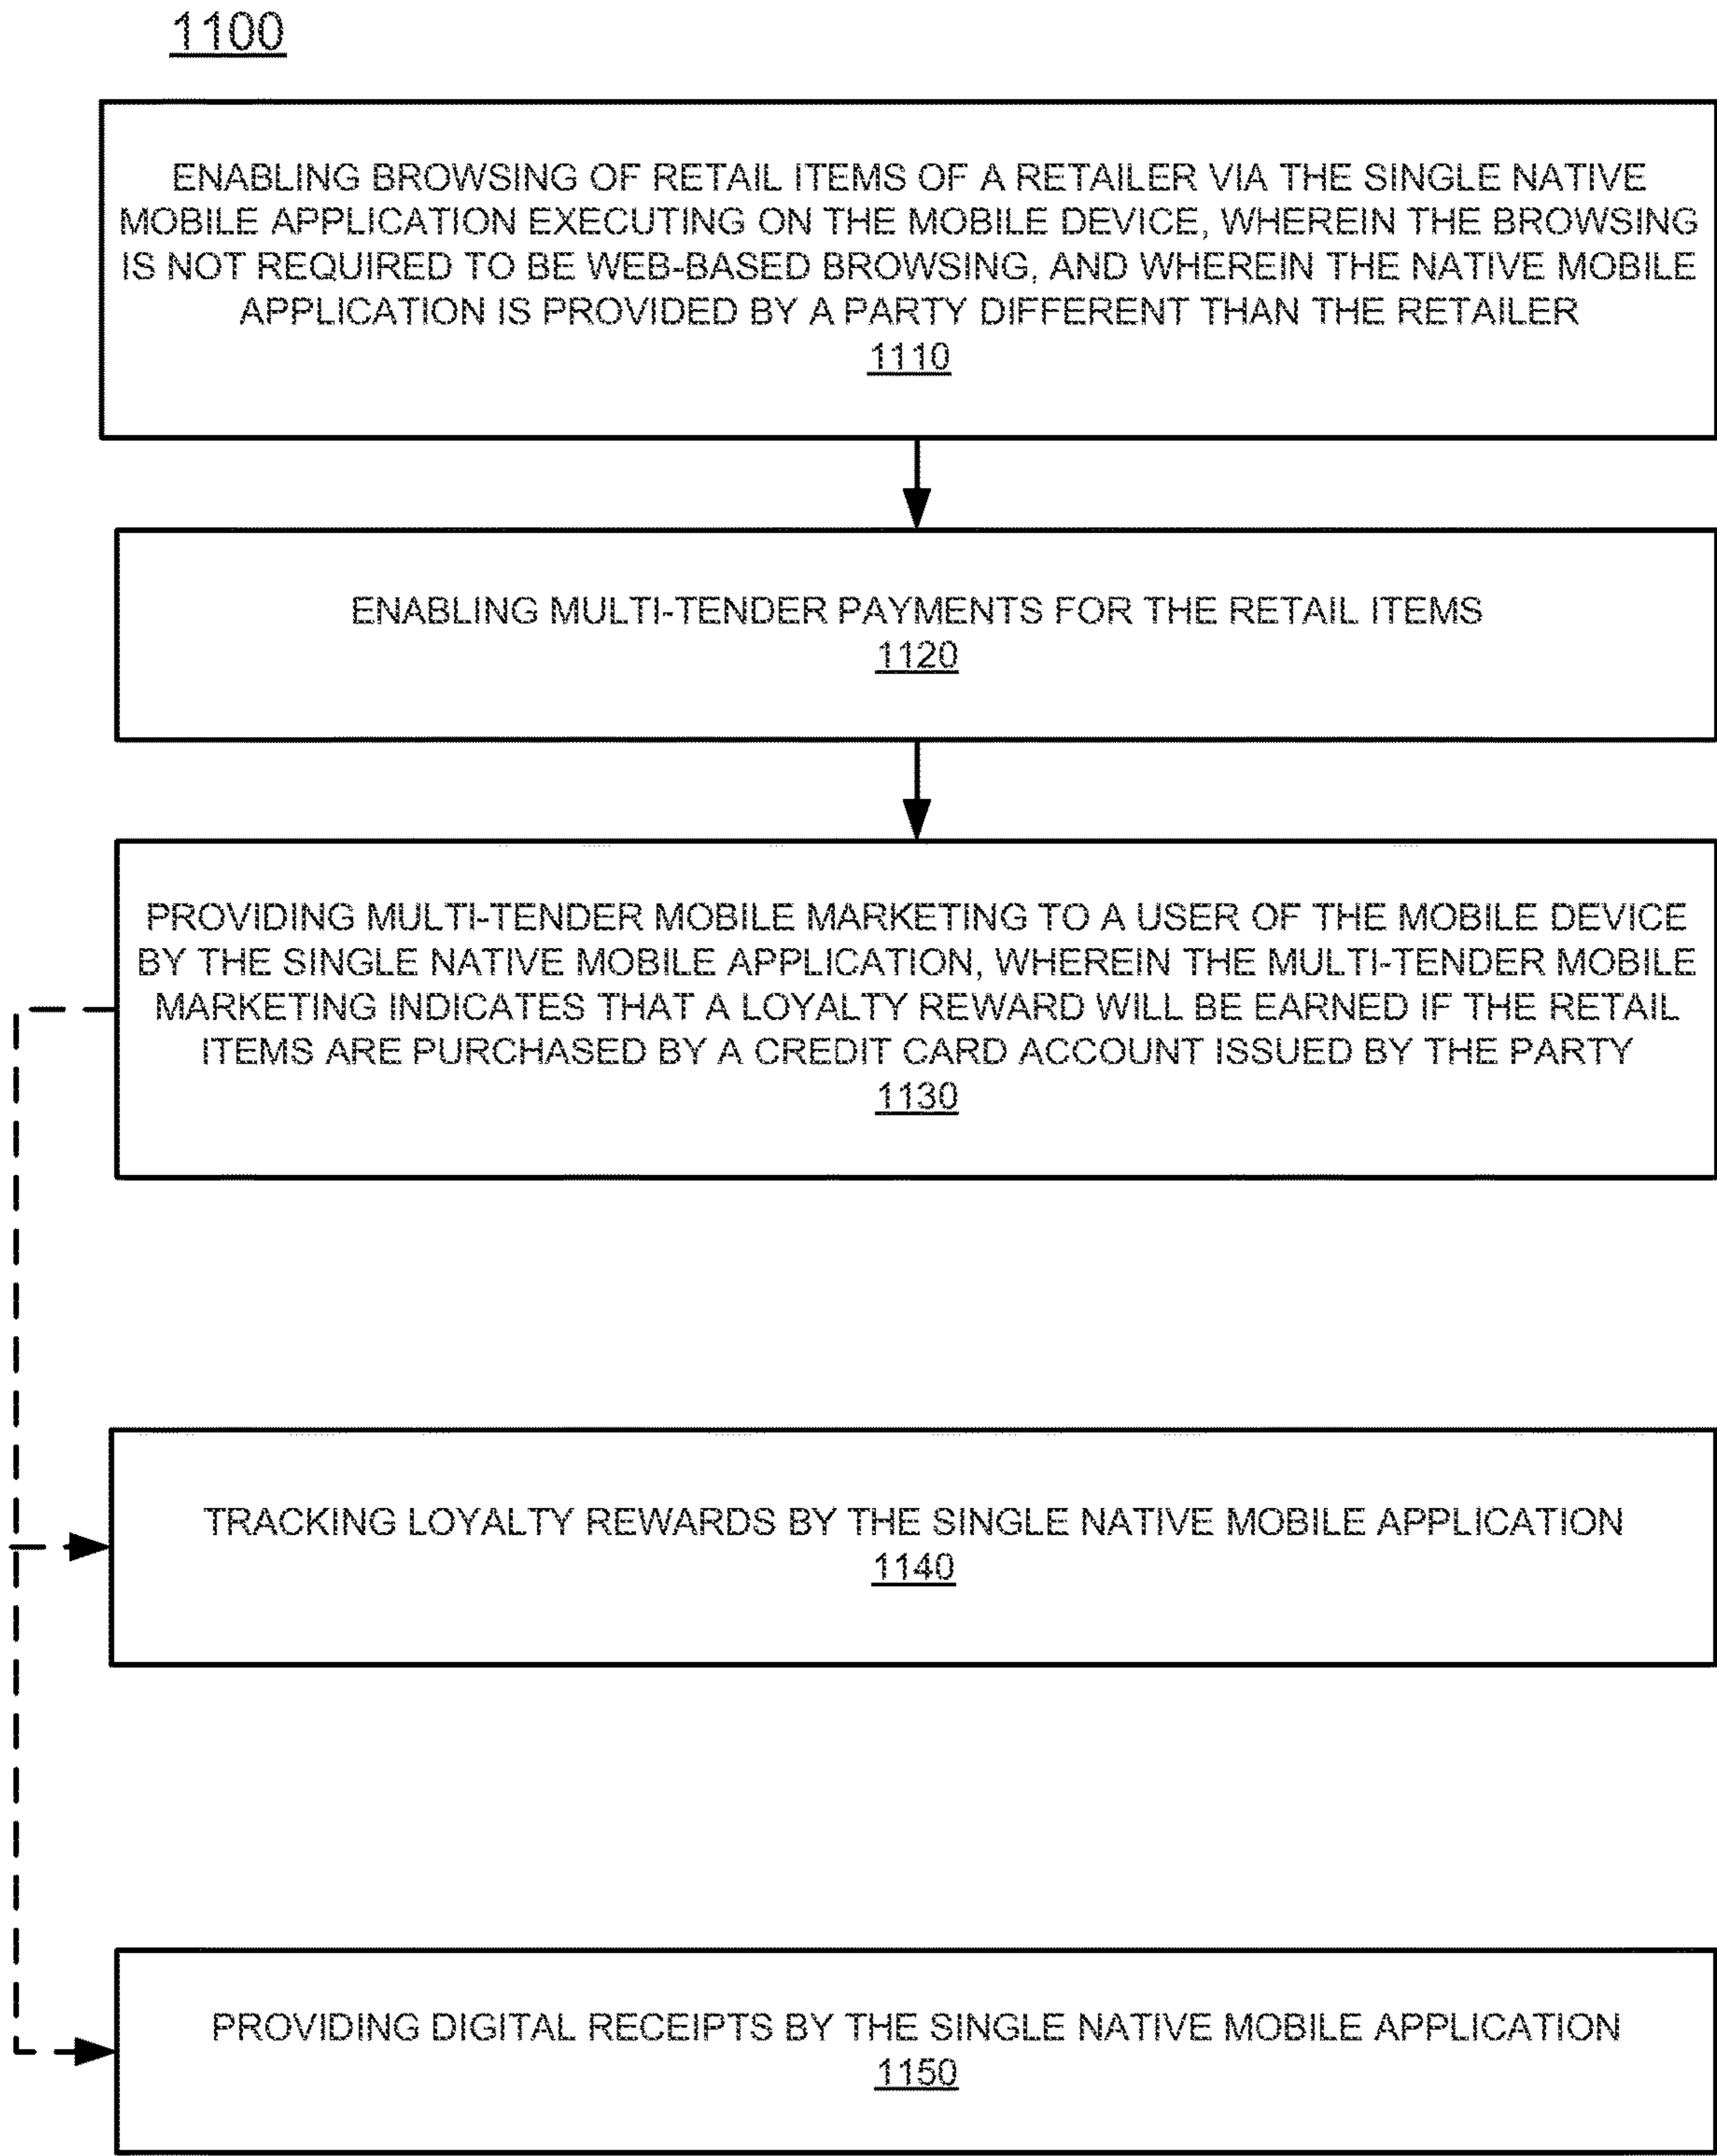 1100
ENABLING BROWSING OF RETAIL ITEMS OF A RETAILER VIA THE SINGLE NATIVE
MOBILE APPLICATION EXECUTING ON THE MOBILE DEVICE, WHEREIN THE BROWSING
IS NOT REQUIRED TO BE WEB-BASED BROWSING, AND WHEREIN THE NATIVE MOBILE
APPLICATION IS PROVIDED BY A PARTY DIFFERENT THAN THE RETAILER
1110
ENABLING MULTI-TENDER PAYMENTS FOR THE RETAIL ITEMS
1120
PROVIDING MULTI-TENDER MOBILE MARKETING TO A USER OF THE MOBILE DEVICE
BY THE SINGLE NATIVE MOBILE APPLICATION, WHEREIN THE MULTI-TENDER MOBILE
MARKETING INDICATES THAT A LOYALTY REWARD WILL BE EARNED IF THE RETAIL
ITEMS ARE PURCHASED BY A CREDIT CARD ACCOUNT ISSUED BY THE PARTY
1130
TRACKING LOYALTY REWARDS BY THE SINGLE NATIVE MOBILE APPLICATION
1140
PROVIDING DIGITAL RECEIPTS BY THE SINGLE NATIVE MOBILE APPLICATION
1150